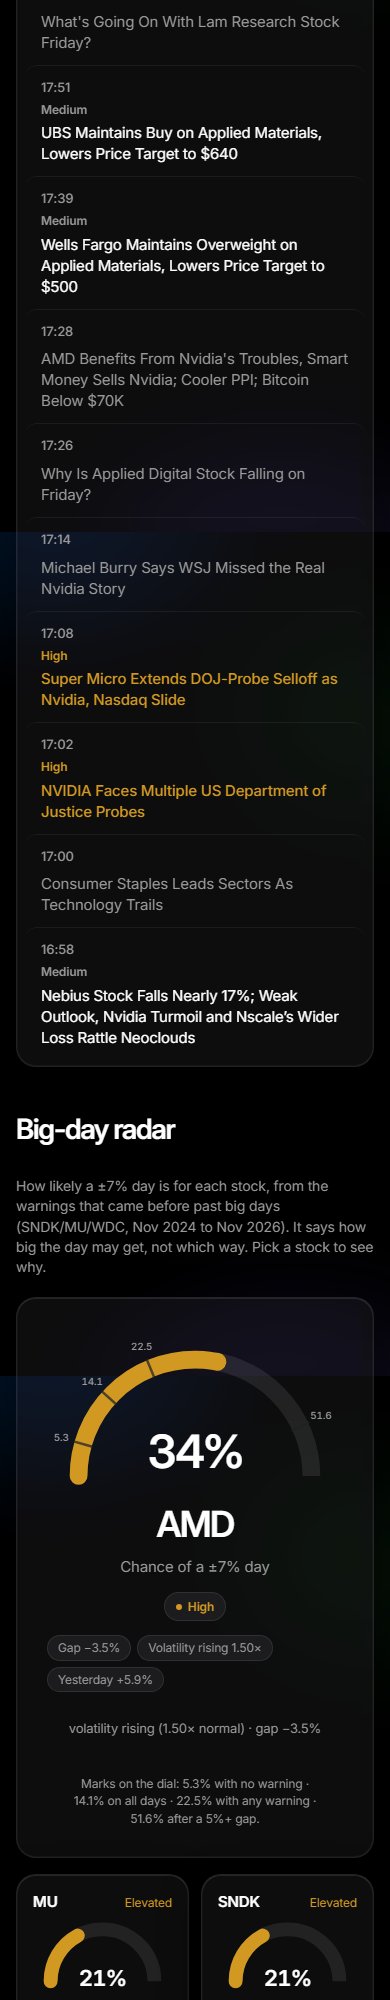 What's Going On With Lam Research Stock
Friday?
17:51
Medium
UBS Maintains Buy on Applied Materials,
Lowers Price Target to $640
17:39
Medium
Wells Fargo Maintains Overweight on
Applied Materials, Lowers Price Target to
$500
17:28
AMD Benefits From Nvidia's Troubles, Smart
Money Sells Nvidia; Cooler PPI; Bitcoin
Below $70K
17:26
Why Is Applied Digital Stock Falling on
Friday?
17:14
Michael Burry Says WSJ Missed the Real
Nvidia Story
17:08
High
Super Micro Extends DOJ-Probe Selloff as
Nvidia, Nasdaq Slide
17:02
High
NVIDIA Faces Multiple US Department of
Justice Probes
17:00
Consumer Staples Leads Sectors As
Technology Trails
16:58
Medium
Nebius Stock Falls Nearly 17%; Weak
Outlook, Nvidia Turmoil and Nscale’s Wider
Loss Rattle Neoclouds
Big-day radar
How likely a ±7% day is for each stock, from the
warnings that came before past big days
(SNDK/MU/WDC, Nov 2024 to Nov 2026). It says how
big the day may get, not which way. Pick a stock to see
why.
22.5
14.1
51.6
5.3
34%
AMD
Chance of a ±7% day
High
Gap −3.5% Volatility rising 1.50×
Yesterday +5.9%
volatility rising (1.50× normal) · gap −3.5%
Marks on the dial: 5.3% with no warning ·
14.1% on all days · 22.5% with any warning ·
51.6% after a 5%+ gap.
MU Elevated
21%
SNDK Elevated
21%